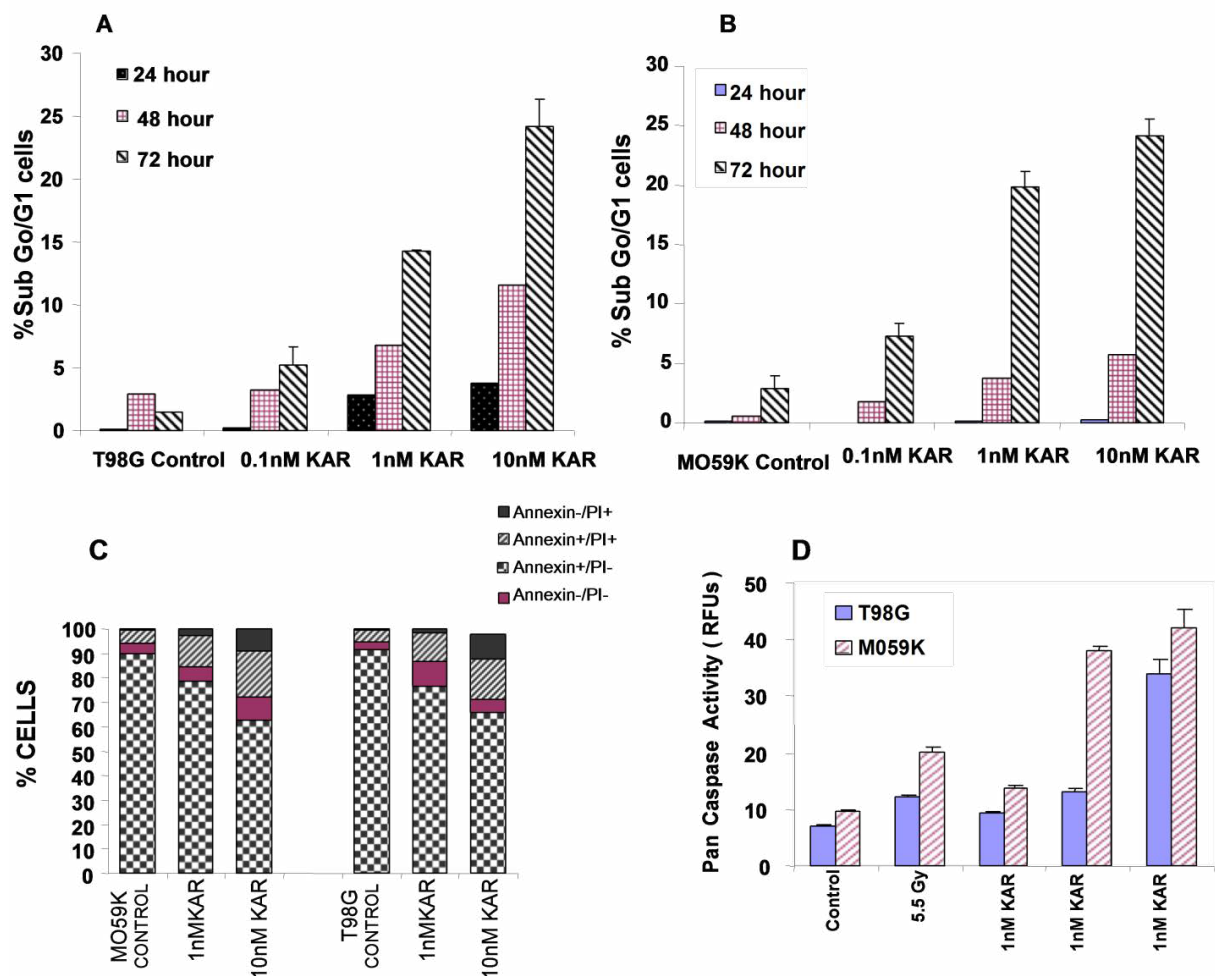 A
30
25
20
15
10
5
0
%Sub Go/G1 cells
24 hour
48 hour
72 hour
T98G Control
0.1nM KAR
1nM KAR
10nM KAR
B
30
25
20
15
10
5
0
% Sub Go/G1 cells
24 hour
48 hour
72 hour
MO59K Control
0.1nM KAR
1nM KAR
10nM KAR
C
Annexin-/PI+
Annexin+/PI+
Annexin+/PI-
Annexin-/PI-
100
90
80
70
60
50
40
30
20
10
0
% CELLS
MO59K
CONTROL
1nMKAR
10nM KAR
T98G
CONTROL
1nMKAR
10nM KAR
D
50
40
30
20
10
0
Pan Caspase Activity ( RFUs )
T98G
M059K
Control
5.5 Gy
1nM KAR
1nM KAR
1nM KAR